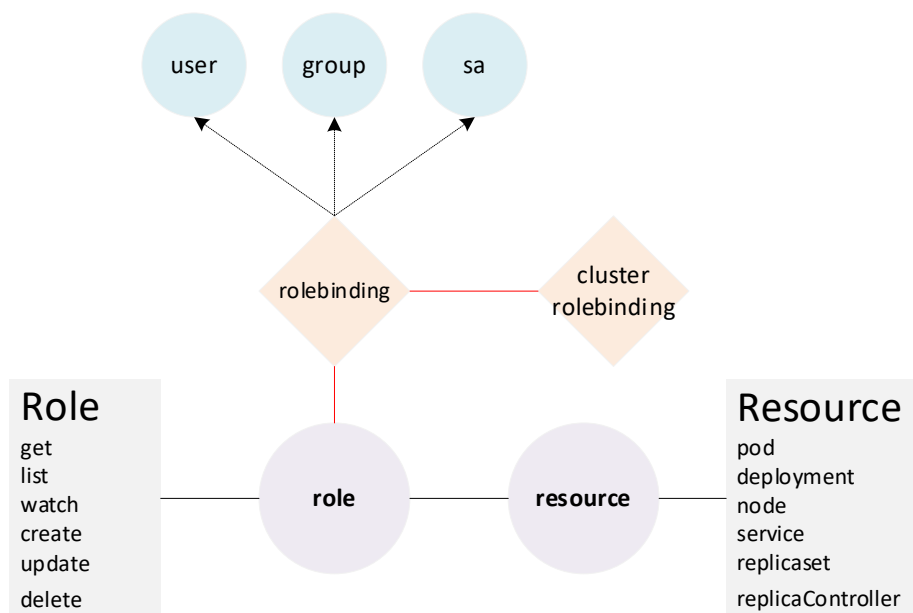 user
group
sa
rolebinding
cluster
rolebinding
Role
get
list
watch
create
update
delete
role
resource
Resource
pod
deployment
node
service
replicaset
replicaController